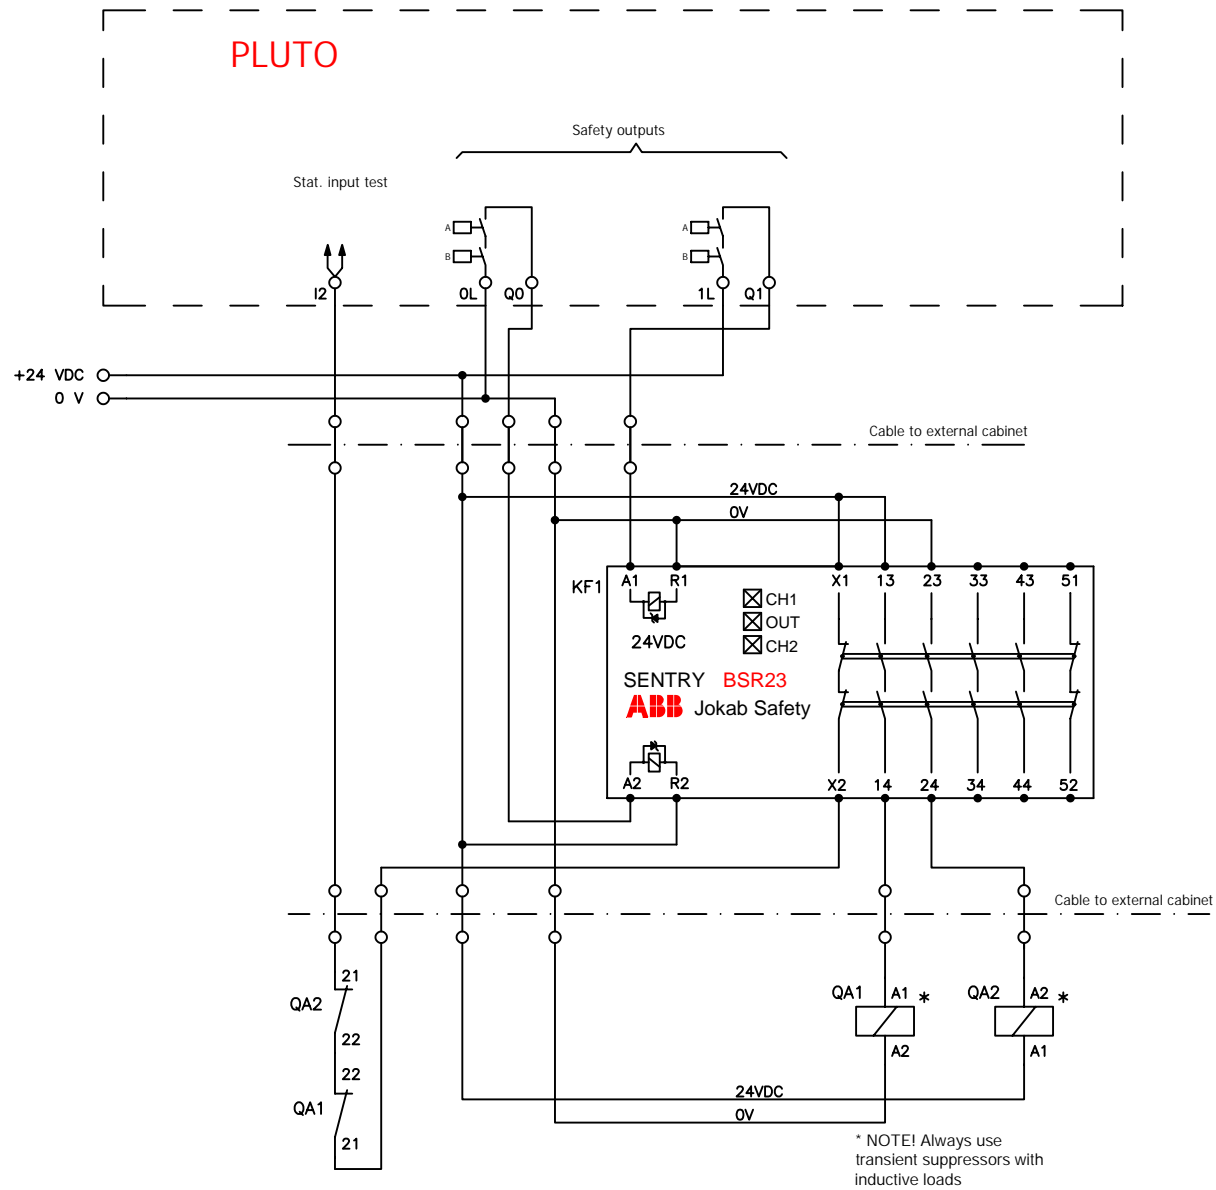 PLUTO
Safety outputs
Stat. input test
A
B
A
B
I2
0L
Q0
1L
Q1
+24 VDC
0 V
Cable to external cabinet
24VDC
0V
KF1
A1
R1
X1
13
23
33
43
51
24VDC
CH1
OUT
CH2
SENTRY BSR23
ABB Jokab Safety
A2
R2
X2
14
24
34
44
52
Cable to external cabinet
QA2
21
22
QA1
22
21
QA1
A1 *
A2
QA2
A2 *
A1
24VDC
0V
* NOTE! Always use
transient suppressors with
inductive loads